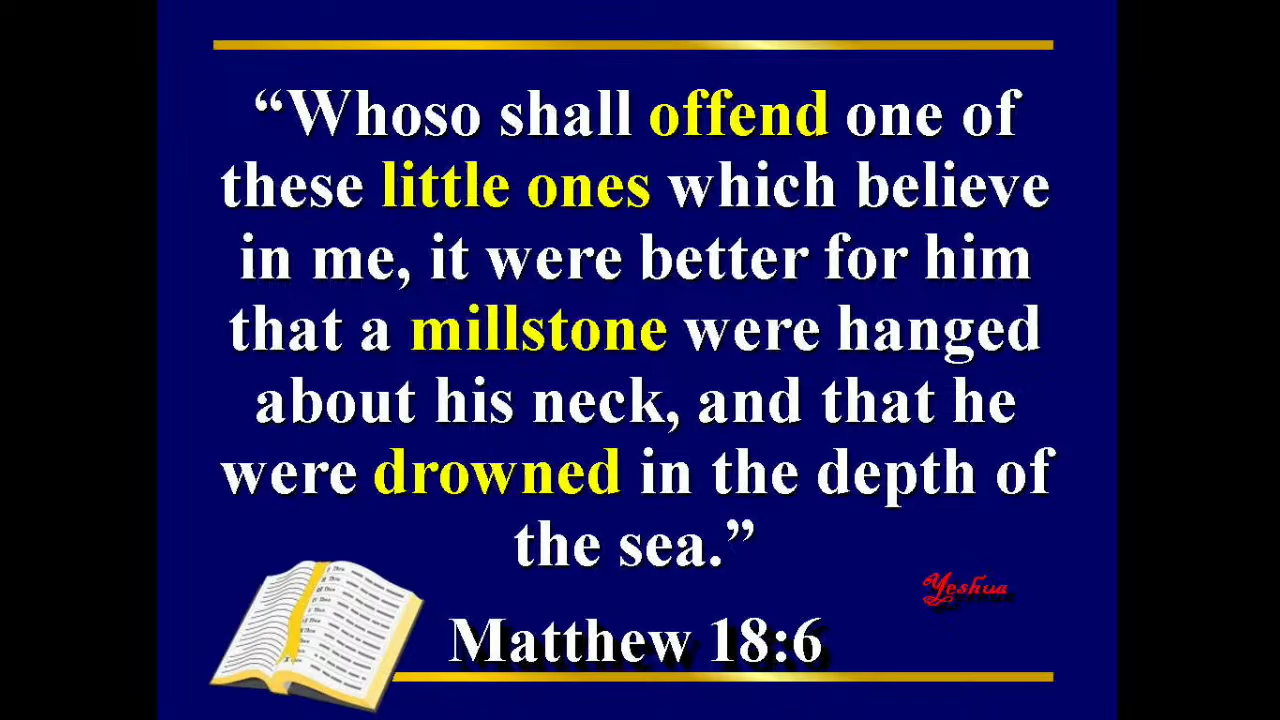 “Whoso shall offend one of
these little ones which believe
in me, it were better for him
that a millstone were hanged
about his neck, and that he
were drowned in the depth of
the sea.”
Yeshua
Matthew 18:6